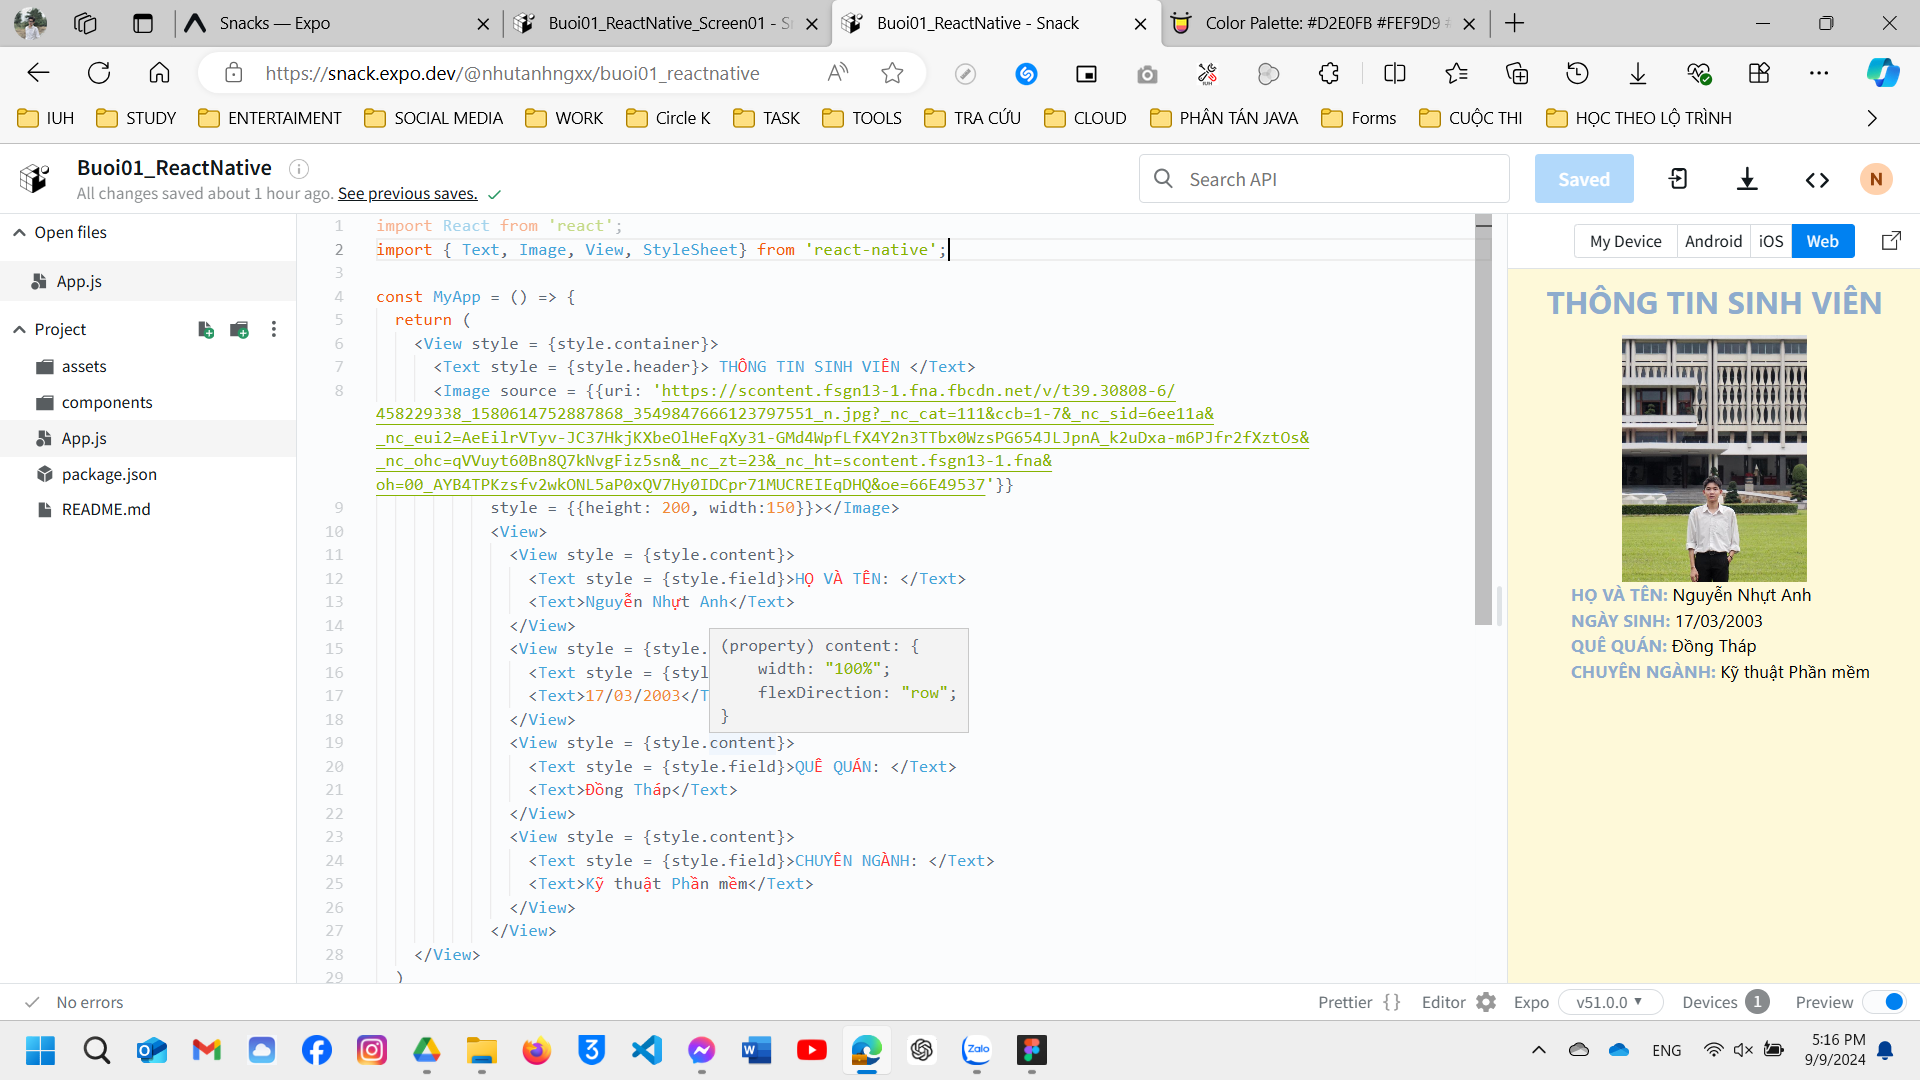 Snacks — Expo
Buoi01_ReactNative_Screen01 - S
Buoi01_ReactNative - Snack
Color Palette: #D2E0FB #FEF9D9 #
https://snack.expo.dev/@nhutanhngxx/buoi01_reactnative
IUH STUDY ENTERTAIMENT SOCIAL MEDIA WORK Circle K TASK TOOLS TRA CỨU CLOUD PHÂN TÁN JAVA Forms CUỘC THI HỌC THEO LỘ TRÌNH
Buoi01_ReactNative
All changes saved about 1 hour ago. See previous saves.
Search API
Saved
N
Open files
App.js
Project
assets
components
App.js
package.json
README.md
1 import React from 'react';
2 import { Text, Image, View, StyleSheet} from 'react-native';
3
4 const MyApp = () => {
5 return (
6 <View style = {style.container}>
7 <Text style = {style.header}> THÔNG TIN SINH VIÊN </Text>
8 <Image source = {{uri: 'https://scontent.fsgn13-1.fna.fbcdn.net/v/t39.30808-6/
458229338_1580614752887868_3549847666123797551_n.jpg?_nc_cat=111&ccb=1-7&_nc_sid=6ee11a&
_nc_eui2=AeEilrVTyv-JC37HkjKXbeOlHeFqXy31-GMd4WpfLfX4Y2n3TTbx0WzsPG654JLJpnA_k2uDxa-m6PJfr2fXztOs&
_nc_ohc=qVVuyt60Bn8Q7kNvgFiz5sn&_nc_zt=23&_nc_ht=scontent.fsgn13-1.fna&
oh=00_AYB4TPKzsfv2wkONL5aP0xQV7Hy0IDCpr71MUCREIEqDHQ&oe=66E49537'}}
9 style = {{height: 200, width:150}}></Image>
10 <View>
11 <View style = {style.content}>
12 <Text style = {style.field}>HỌ VÀ TÊN: </Text>
13 <Text>Nguyễn Nhựt Anh</Text>
14 </View>
15 <View style = {style.
16 <Text style = {styl
17 <Text>17/03/2003</T
18 </View>
19 <View style = {style.content}>
20 <Text style = {style.field}>QUÊ QUÁN: </Text>
21 <Text>Đồng Tháp</Text>
22 </View>
23 <View style = {style.content}>
24 <Text style = {style.field}>CHUYÊN NGÀNH: </Text>
25 <Text>Kỹ thuật Phần mềm</Text>
26 </View>
27 </View>
28 </View>
29 )
(property) content: {
width: "100%";
flexDirection: "row";
}
My Device Android iOS Web
THÔNG TIN SINH VIÊN
HỌ VÀ TÊN: Nguyễn Nhựt Anh
NGÀY SINH: 17/03/2003
QUÊ QUÁN: Đồng Tháp
CHUYÊN NGÀNH: Kỹ thuật Phần mềm
No errors
Prettier { } Editor Expo v51.0.0 Devices 1 Preview
Zalo
ENG
5:16 PM
9/9/2024